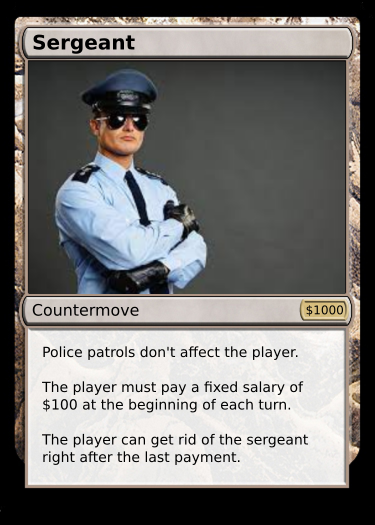 Sergeant
Countermove
$1000
Police patrols don't affect the player.
The player must pay a fixed salary of
$100 at the beginning of each turn.
The player can get rid of the sergeant
right after the last payment.